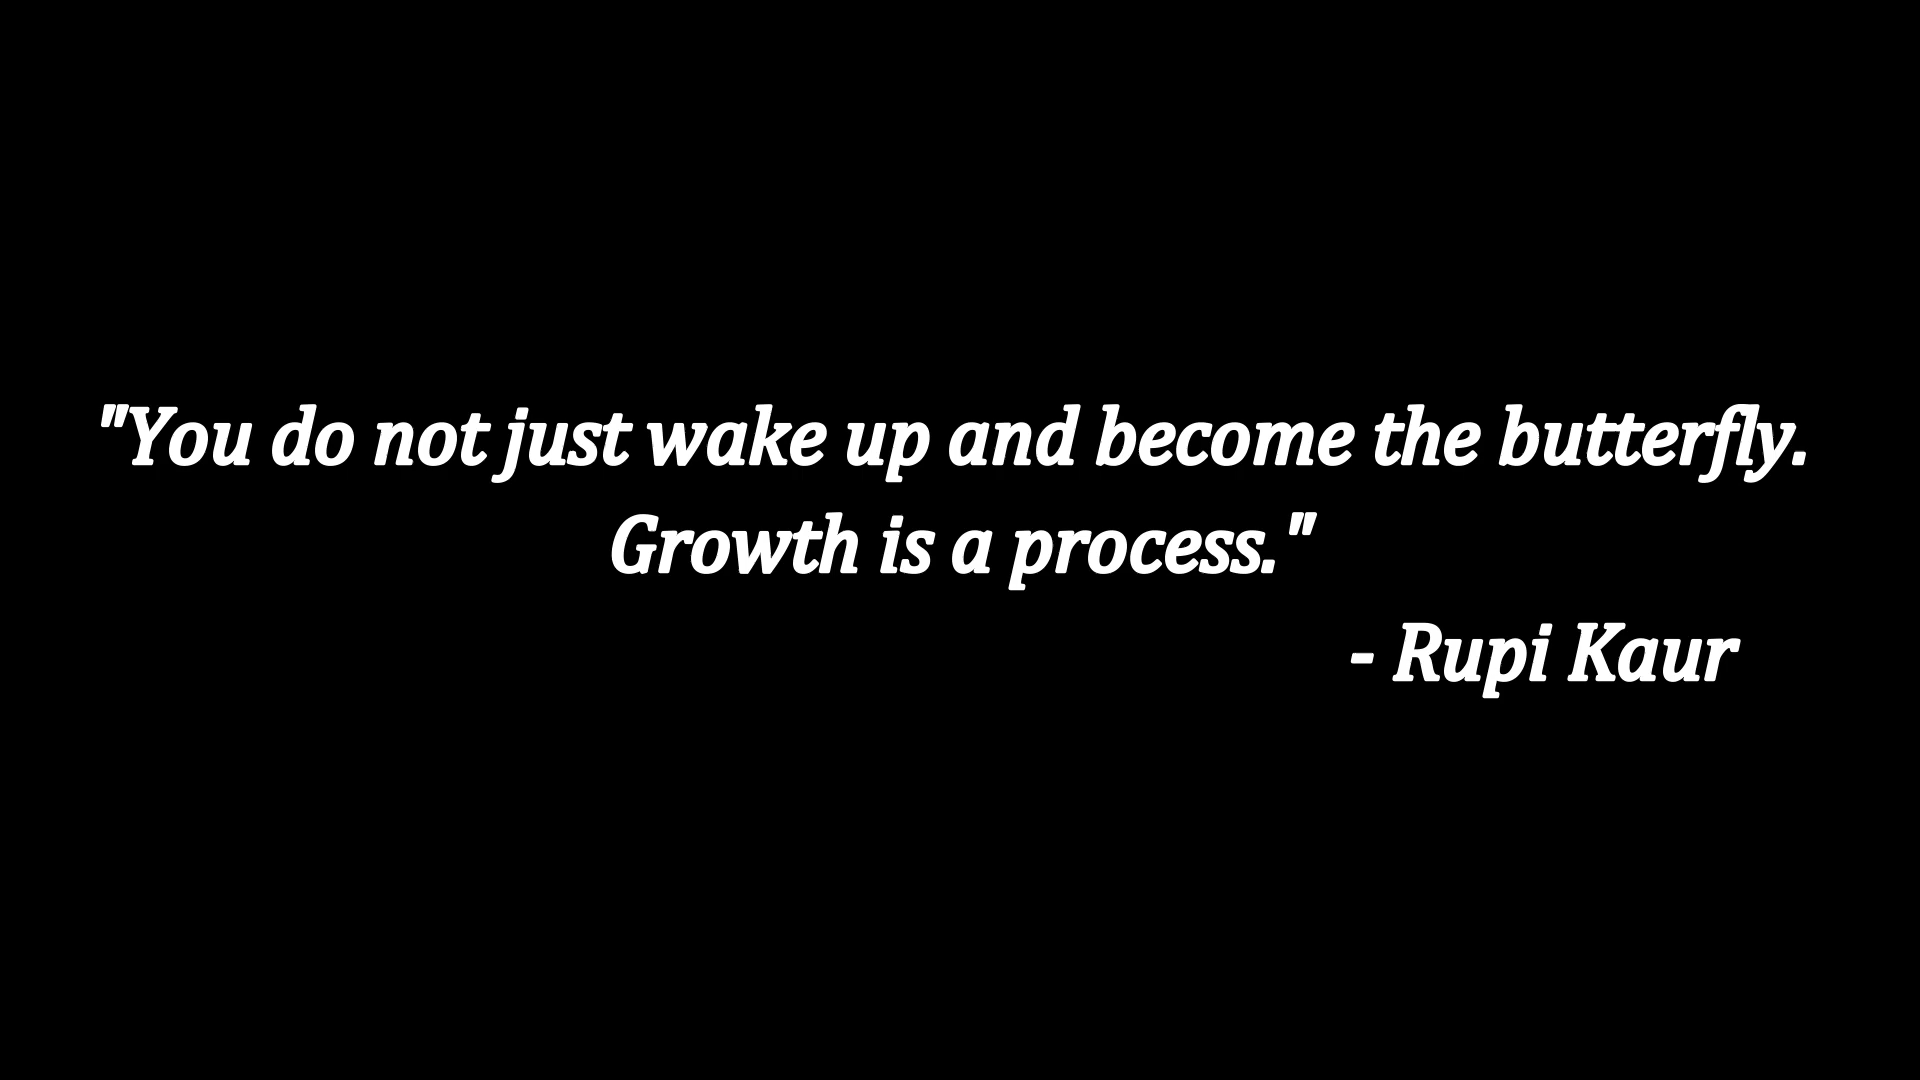 "You do not just wake up and become the butterfly.
Growth is a process."
- Rupi Kaur